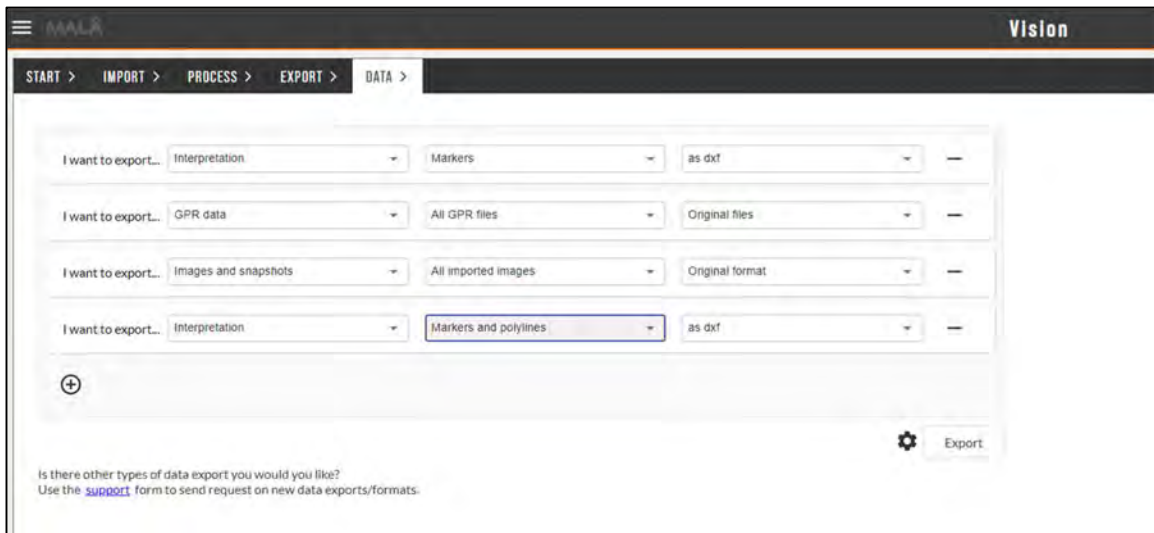 MALÅ Vision
START > IMPORT > PROCESS > EXPORT > DATA >
I want to export... Interpretation Markers as dxf
I want to export... GPR data All GPR files Original files
I want to export... Images and snapshots All imported images Original format
I want to export... Interpretation Markers and polylines as dxf
Export
Is there other types of data export you would you like?
Use the support form to send request on new data exports/formats.